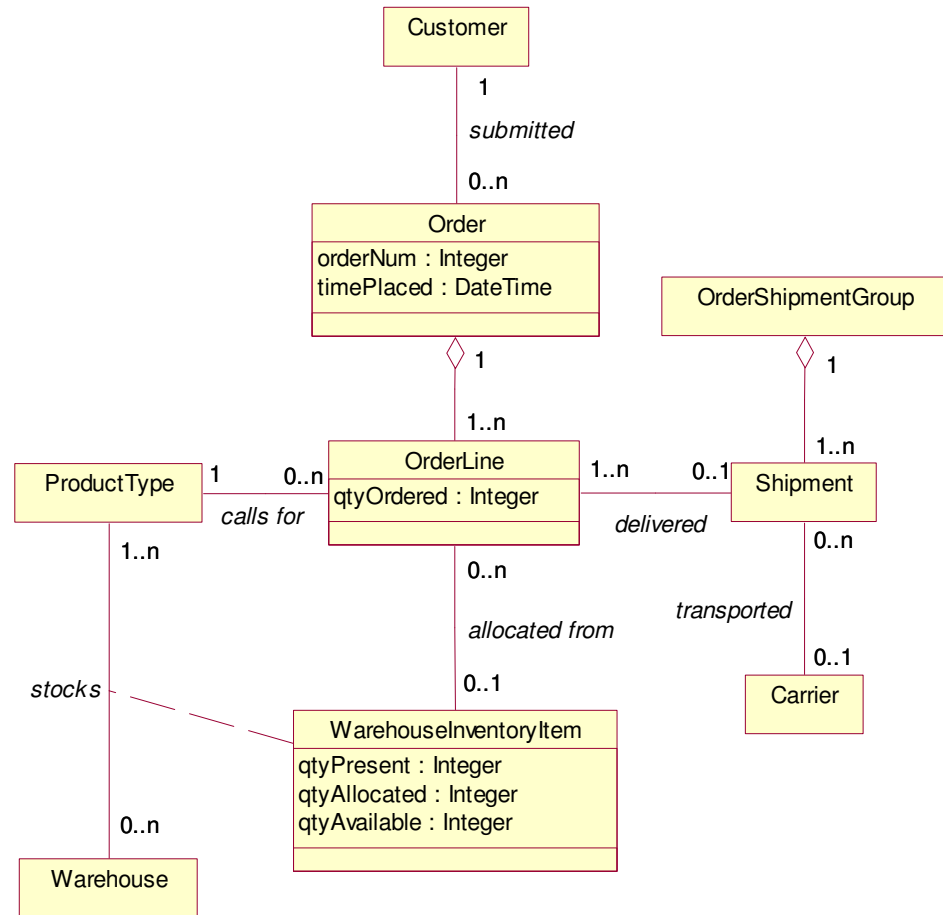 Customer
1
submitted
0..n
Order
orderNum : Integer
timePlaced : DateTime
OrderShipmentGroup
1
1
1..n
1..n
OrderLine
qtyOrdered : Integer
ProductType
1
0..n
calls for
1..n
0..1
delivered
Shipment
1..n
0..n
0..n
allocated from
transported
0..1
0..1
Carrier
stocks
WarehouseInventoryItem
qtyPresent : Integer
qtyAllocated : Integer
qtyAvailable : Integer
0..n
Warehouse